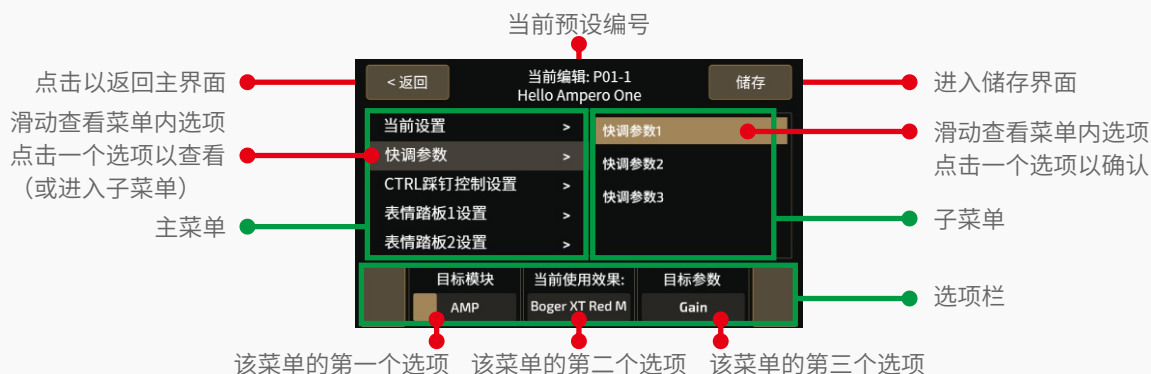 当前预设编号
点击以返回主界面
< 返回
当前编辑: P01-1
Hello Ampero One
储存
进入储存界面
滑动查看菜单内选项
点击一个选项以查看
（或进入子菜单）
主菜单
当前设置 >
快调参数 >
CTRL踩钉控制设置 >
表情踏板1设置 >
表情踏板2设置 >
快调参数1
快调参数2
快调参数3
滑动查看菜单内选项
点击一个选项以确认
子菜单
目标模块
当前使用效果:
目标参数
AMP
Boger XT Red M
Gain
选项栏
该菜单的第一个选项
该菜单的第二个选项
该菜单的第三个选项